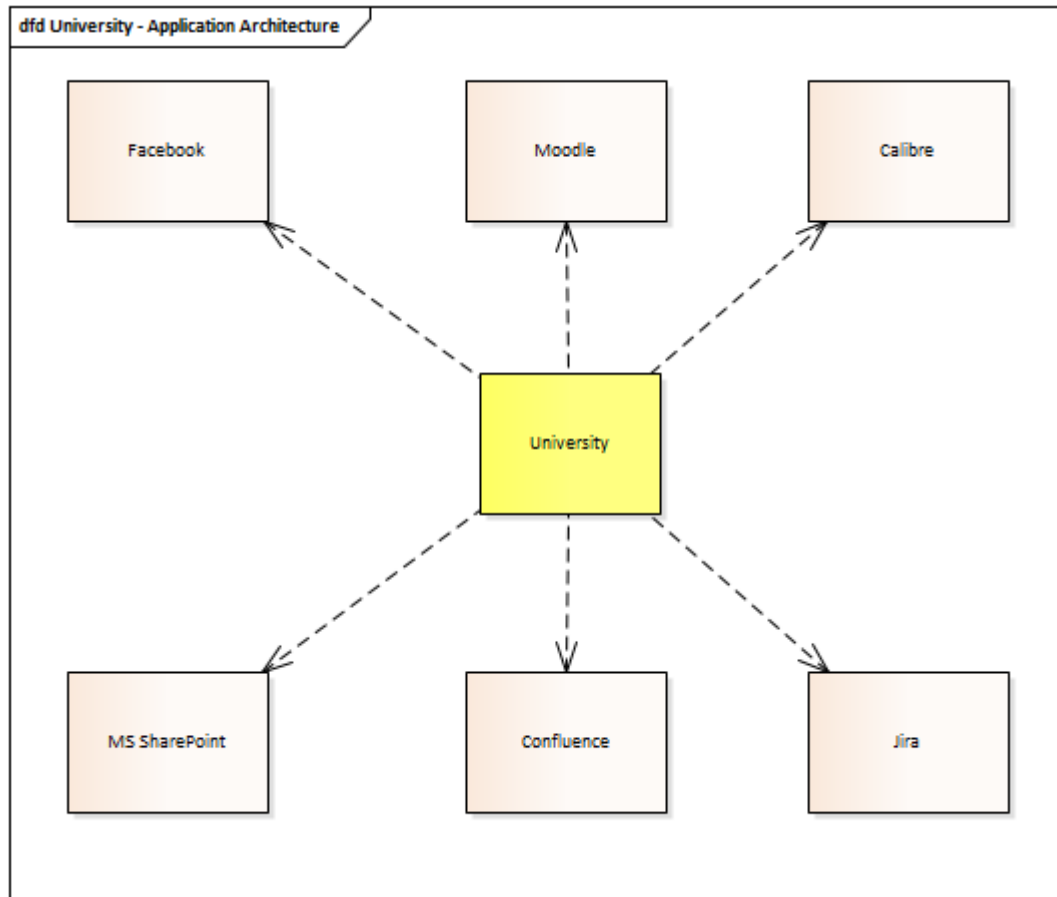 dfd University - Application Architecture
Facebook
Moodle
Calibre
University
MS SharePoint
Confluence
Jira